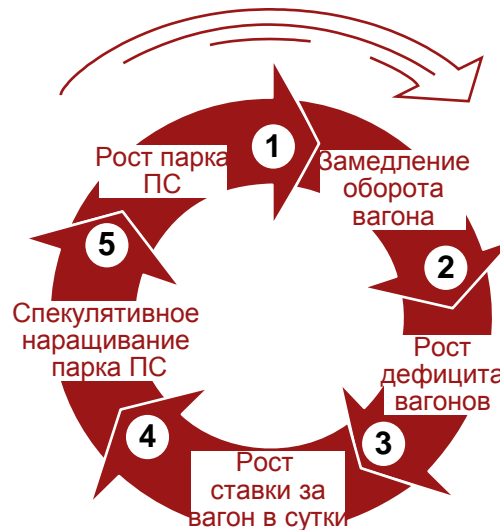 1
Рост парка
ПС
Замедление
оборота
вагона
2
Рост
дефицита
вагонов
3
Рост
ставки за
вагон в сутки
4
Спекулятивное
наращивание
парка ПС
5